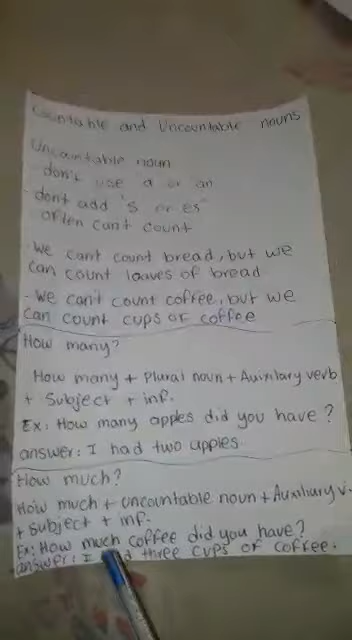 Countable and Uncountable nouns
Uncountable noun
- don't use a or an
- dont add 's or es"
often can't count
- We cant count bread, but we
can count loaves of bread
- We can't count coffee, but we
can count cups of coffee
How many?
How many + Plural noun + Auxiliary verb
+ Subject + inf.
Ex: How many apples did you have?
answer: I had two apples.
How much?
How much + uncountable noun + Auxiliary v.
+ subject + inf.
Ex: How much coffee did you have?
answer: I three cups of coffee.